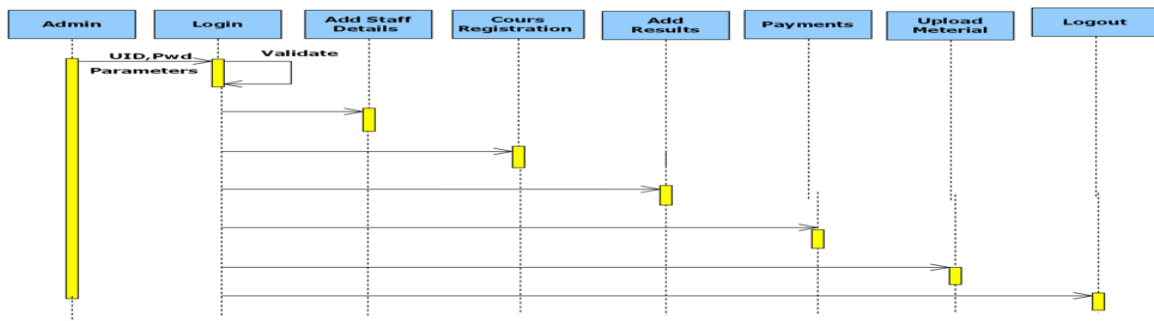 Admin
Login
Add Staff
Details
Cours
Registration
Add
Results
Payments
Upload
Meterial
Logout
UID,Pwd
Parameters
Validate